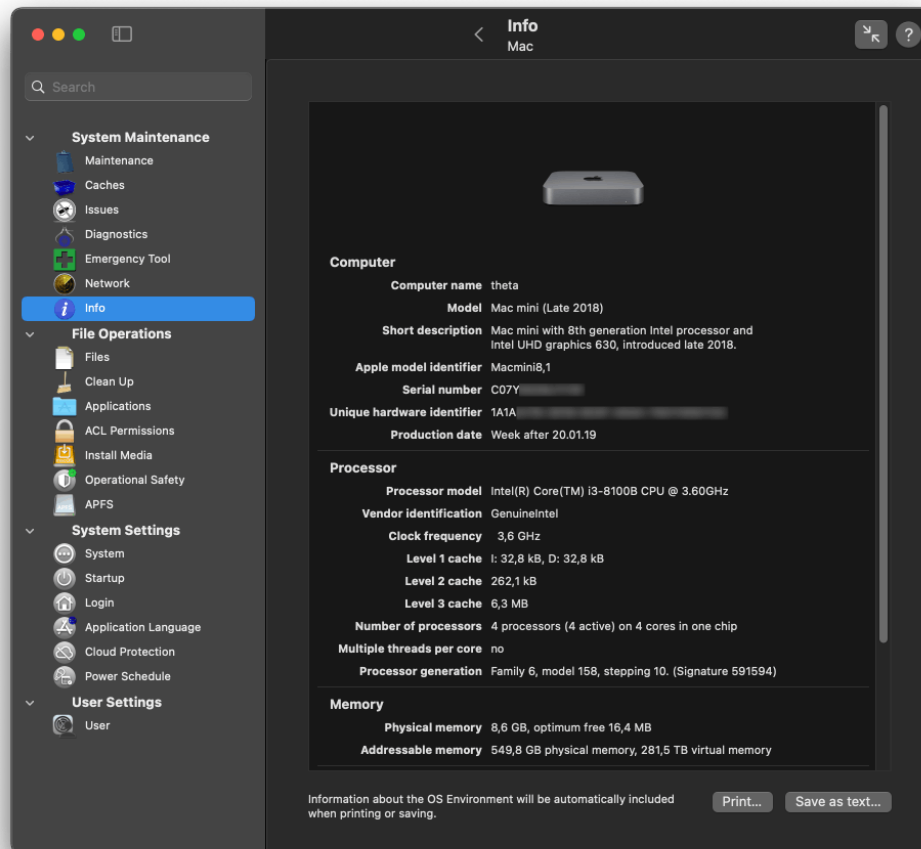 Info
Mac
?
Search
System Maintenance
Maintenance
Caches
Issues
Diagnostics
Emergency Tool
Network
Info
File Operations
Files
Clean Up
Applications
ACL Permissions
Install Media
Operational Safety
APFS
System Settings
System
Startup
Login
Application Language
Cloud Protection
Power Schedule
User Settings
User
Computer
Computer name theta
Model Mac mini (Late 2018)
Short description Mac mini with 8th generation Intel processor and
Intel UHD graphics 630, introduced late 2018.
Apple model identifier Macmini8,1
Serial number C07Y
Unique hardware identifier 1A1A
Production date Week after 20.01.19
Processor
Processor model Intel(R) Core(TM) i3-8100B CPU @ 3.60GHz
Vendor identification GenuineIntel
Clock frequency 3,6 GHz
Level 1 cache I: 32,8 kB, D: 32,8 kB
Level 2 cache 262,1 kB
Level 3 cache 6,3 MB
Number of processors 4 processors (4 active) on 4 cores in one chip
Multiple threads per core no
Processor generation Family 6, model 158, stepping 10. (Signature 591594)
Memory
Physical memory 8,6 GB, optimum free 16,4 MB
Addressable memory 549,8 GB physical memory, 281,5 TB virtual memory
Information about the OS Environment will be automatically included
when printing or saving.
Print...
Save as text...